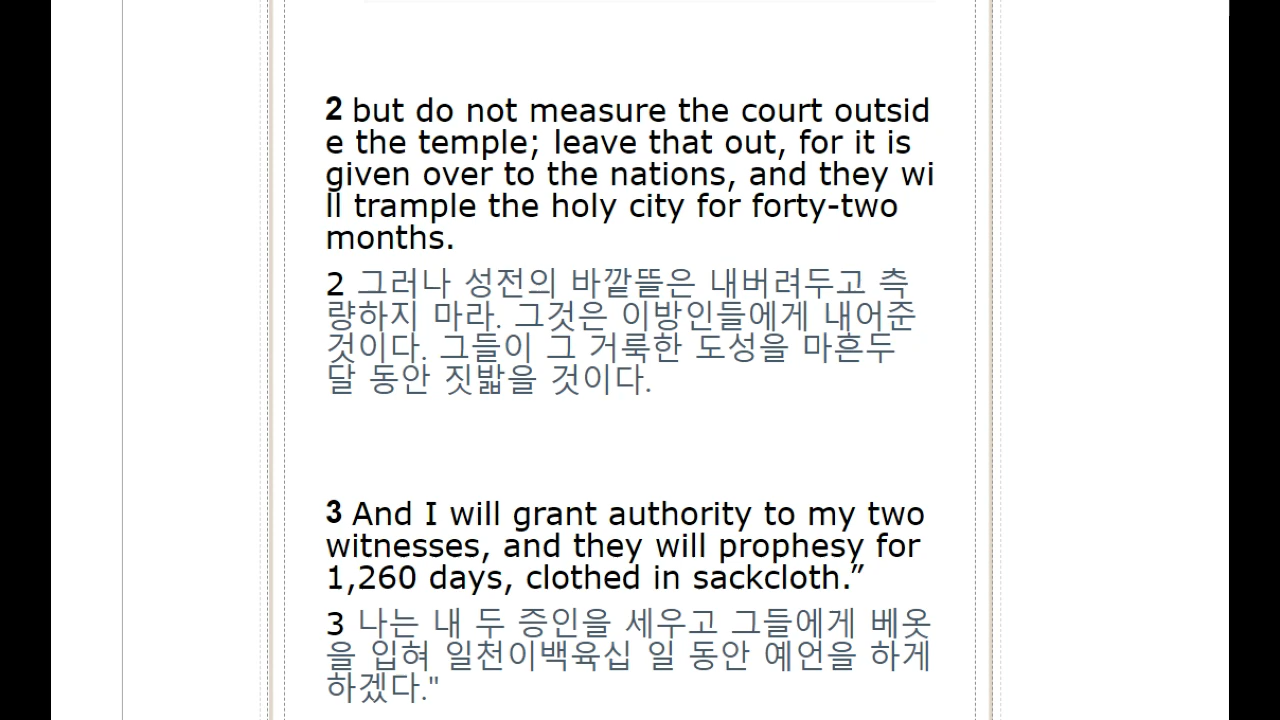 2 but do not measure the court outsid
e the temple; leave that out, for it is
given over to the nations, and they wi
ll trample the holy city for forty-two
months.
2 그러나 성전의 바깥뜰은 내버려두고 측
량하지 마라. 그것은 이방인들에게 내어준
것이다. 그들이 그 거룩한 도성을 마흔두
달 동안 짓밟을 것이다.
3 And I will grant authority to my two
witnesses, and they will prophesy for
1,260 days, clothed in sackcloth.”
3 나는 내 두 증인을 세우고 그들에게 베옷
을 입혀 일천이백육십 일 동안 예언을 하게
하겠다."